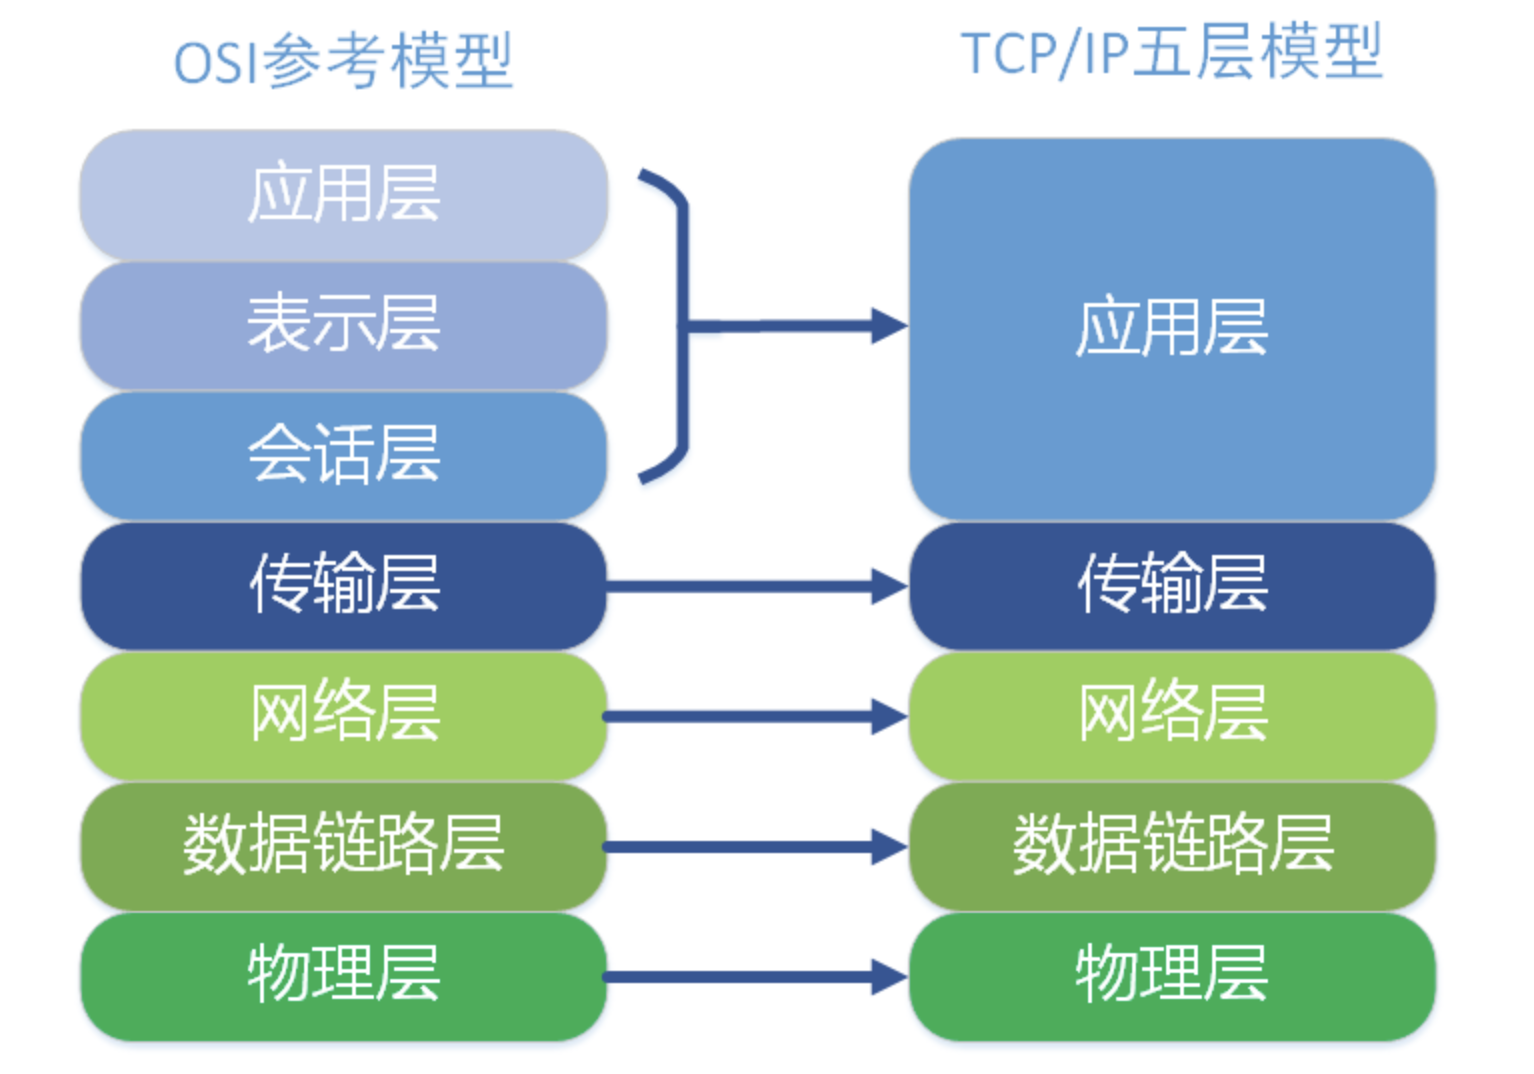 OSI参考模型
应用层
表示层
会话层
传输层
网络层
数据链路层
物理层
TCP/IP五层模型
应用层
传输层
网络层
数据链路层
物理层